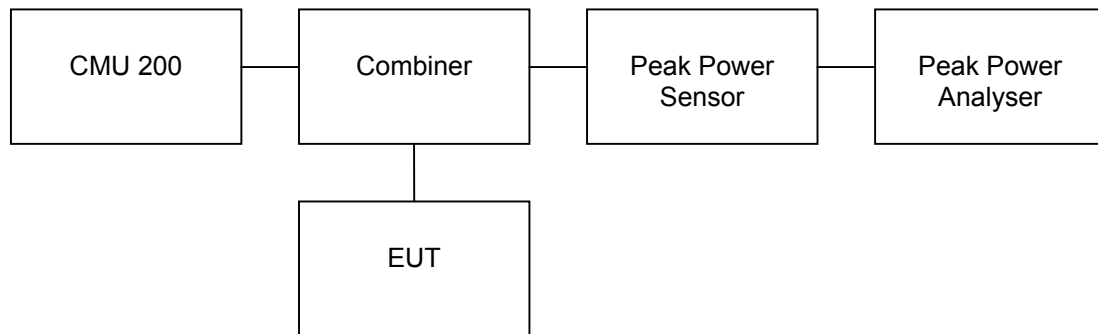 CMU 200
Combiner
Peak Power
Sensor
Peak Power
Analyser
EUT